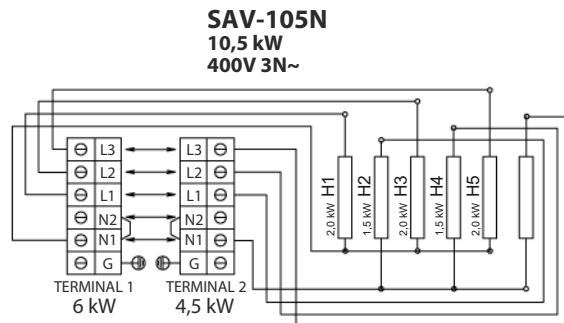 SAV-105N
10,5 kW
400V 3N~
L3 L3
L2 L2
L1 L1
N2 N2
N1 N1
G G
TERMINAL 1 TERMINAL 2
6 kW 4,5 kW
2,0 kW H1
1,5 kW H2
2,0 kW H3
1,5 kW H4
2,0 kW H5